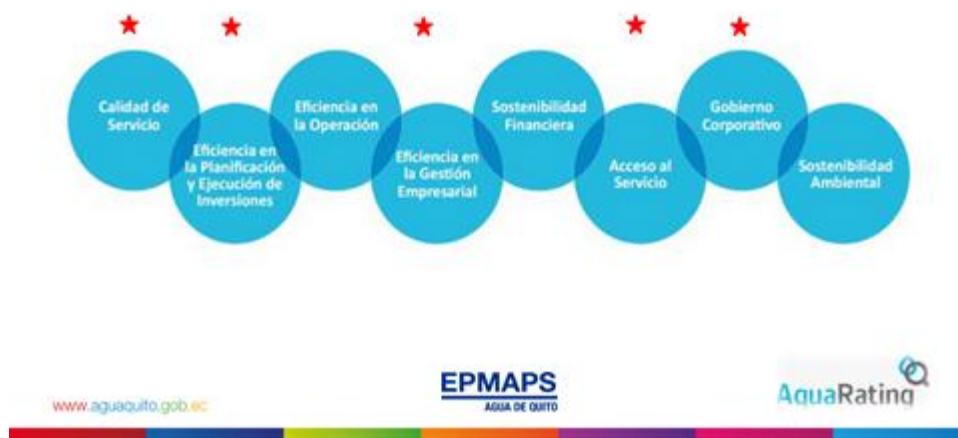 Calidad de
Servicio
Eficiencia en
la Planificación
y Ejecución de
Inversiones
Eficiencia en
la Operación
Eficiencia en
la Gestión
Empresarial
Sostenibilidad
Financiera
Acceso al
Servicio
Gobierno
Corporativo
Sostenibilidad
Ambiental
www.aguaquito.gob.ec
EPMAPS
AGUA DE QUITO
AquaRating